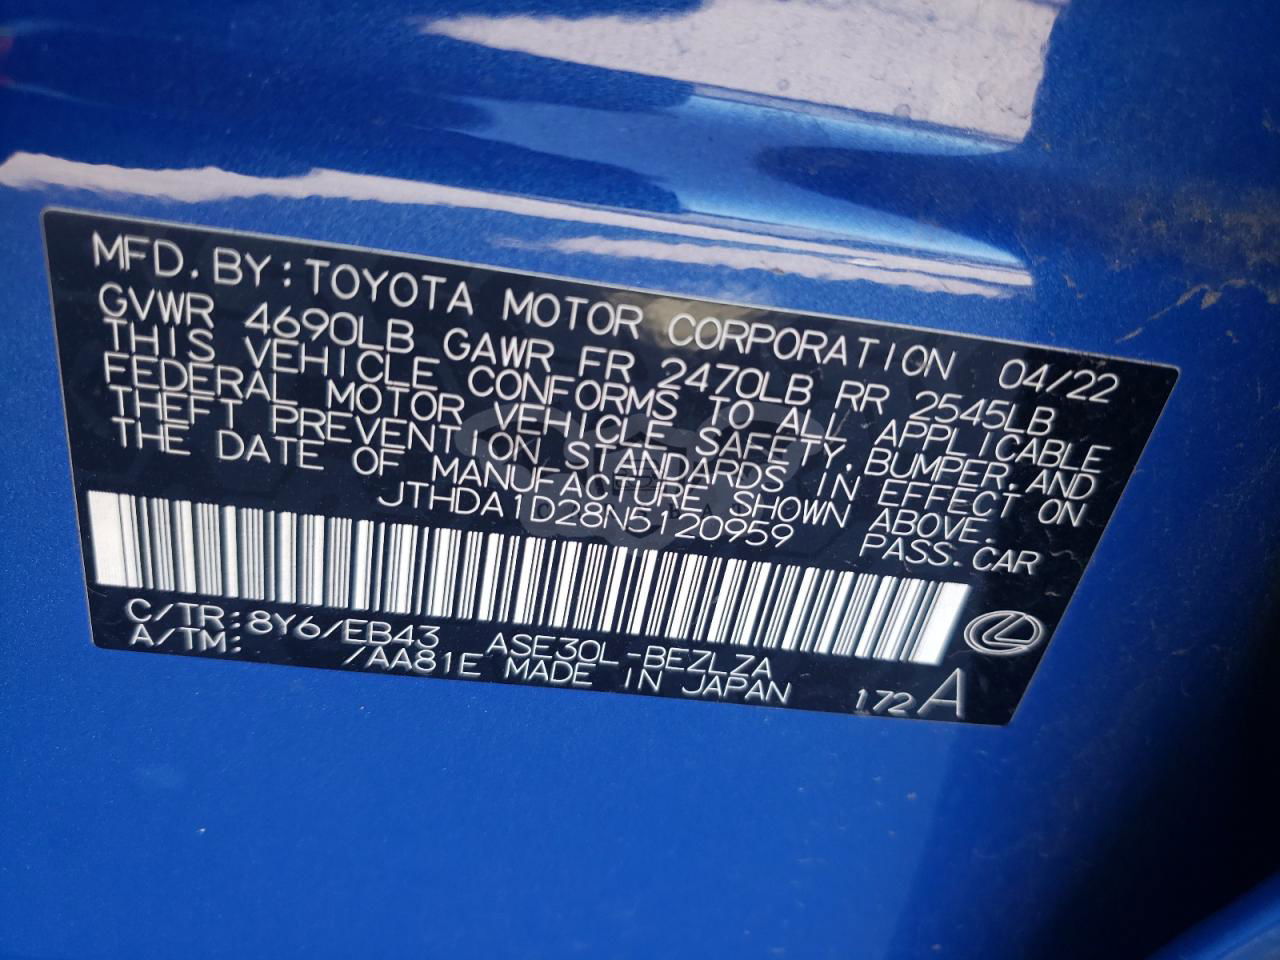 MFD. BY: TOYOTA MOTOR CORPORATION 04/22
GVWR 4690LB GAWR FR 2470LB RR 2545LB
THIS VEHICLE CONFORMS TO ALL APPLICABLE
FEDERAL MOTOR VEHICLE SAFETY, BUMPER, AND
THEFT PREVENTION STANDARDS IN EFFECT ON
THE DATE OF MANUFACTURE SHOWN ABOVE.
JTHDA1D28N5120959 PASS. CAR
C/TR: 8Y6/EB43 ASE30L-BEZLZA
A/TM: /AA81E MADE IN JAPAN
172 A